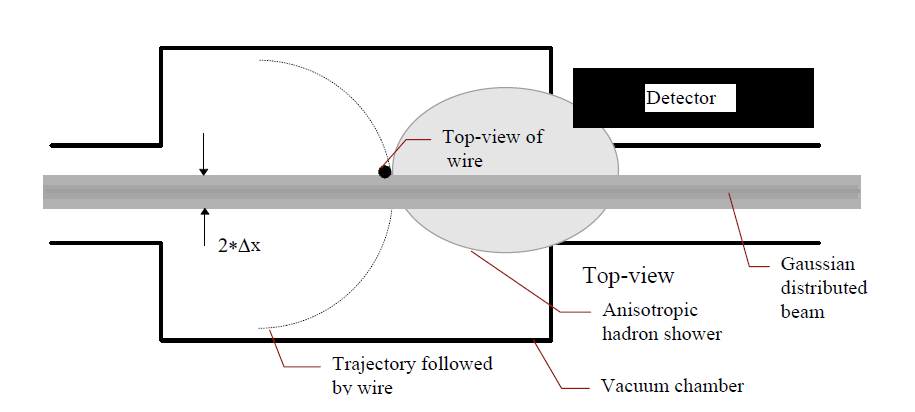 Detector
Top-view of
wire
2*Δx
Top-view
Gaussian
distributed
beam
Anisotropic
hadron shower
Trajectory followed
by wire
Vacuum chamber